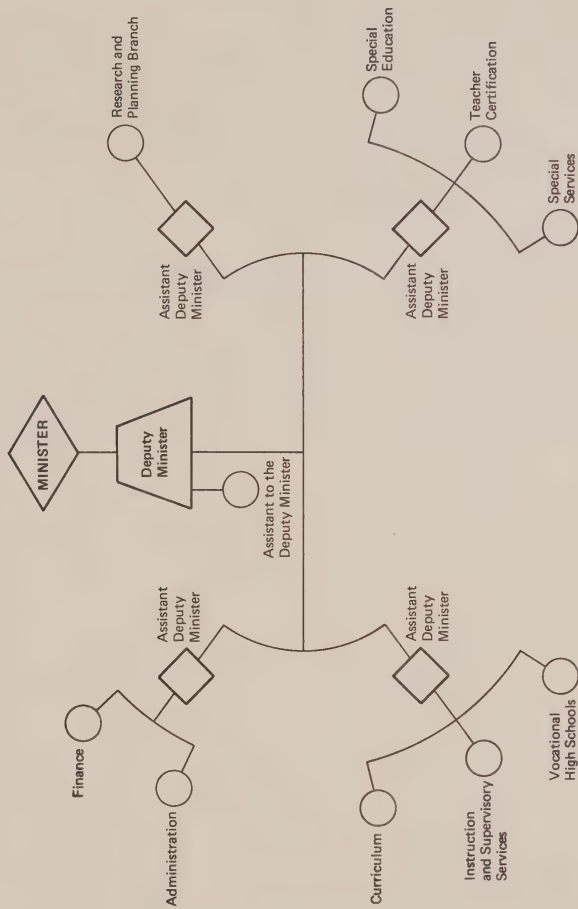 MINISTER
Deputy
Minister
Assistant to the
Deputy Minister
Finance
Administration
Assistant
Deputy
Minister
Research and
Planning Branch
Assistant
Deputy
Minister
Curriculum
Instruction
and Supervisory
Services
Vocational
High Schools
Assistant
Deputy
Minister
Special
Education
Teacher
Certification
Special
Services
Assistant
Deputy
Minister